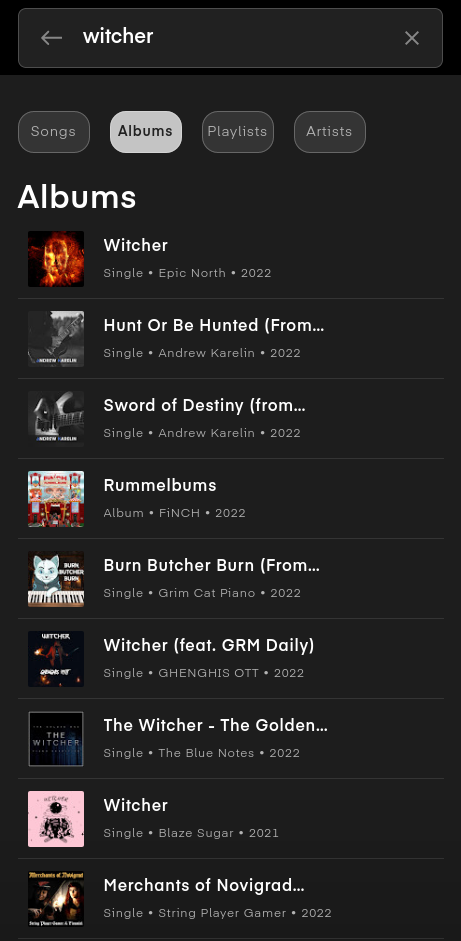 witcher
Songs
Albums
Playlists
Artists
Albums
Witcher
Single • Epic North • 2022
Hunt Or Be Hunted (From...
Single • Andrew Karelin • 2022
ANDREW KARELIN
Sword of Destiny (from...
Single • Andrew Karelin • 2022
ANDREW KARELIN
Rummelbums
Album • FiNCH • 2022
FiNCH
Burn Butcher Burn (From...
Single • Grim Cat Piano • 2022
BURN
BUTCHER
BURN
Witcher (feat. GRM Daily)
Single • GHENGHIS OTT • 2022
WITCHER
The Witcher - The Golden...
Single • The Blue Notes • 2022
THE
WITCHER
Witcher
Single • Blaze Sugar • 2021
WITCHER
Merchants of Novigrad...
Single • String Player Gamer • 2022
Merchants of Novigrad